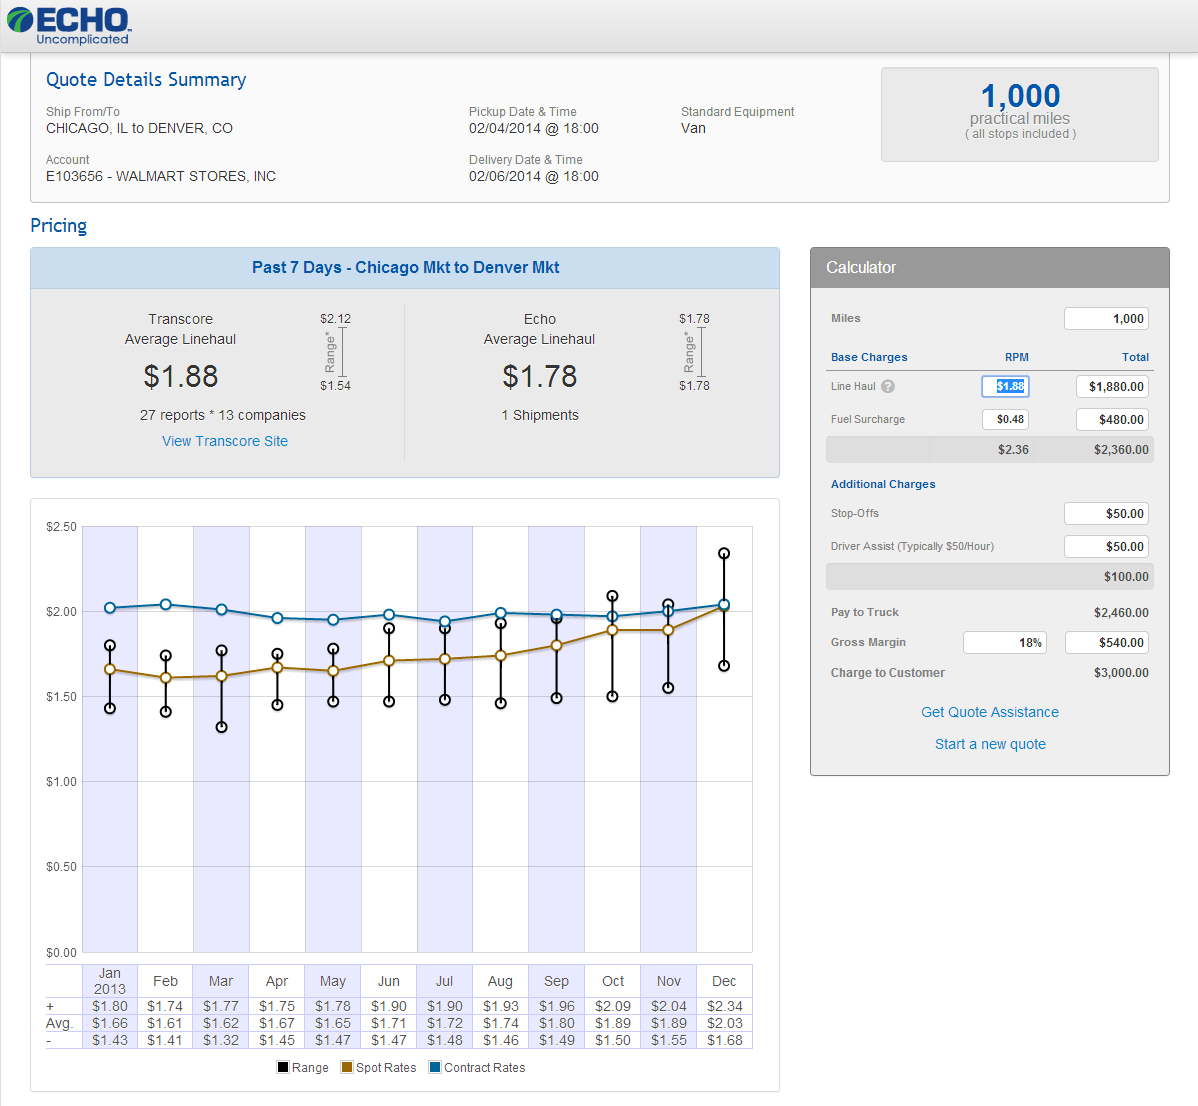 ECHO™
Uncomplicated
Quote Details Summary
Ship From/To
CHICAGO, IL to DENVER, CO
Pickup Date & Time
02/04/2014 @ 18:00
Standard Equipment
Van
Account
E103656 - WALMART STORES, INC
Delivery Date & Time
02/06/2014 @ 18:00
1,000
practical miles
( all stops included )
Pricing
Past 7 Days - Chicago Mkt to Denver Mkt
Transcore
Average Linehaul
$1.88
27 reports * 13 companies
View Transcore Site
$2.12
Range*
$1.54
Echo
Average Linehaul
$1.78
1 Shipments
$1.78
Range*
$1.78
$2.50
$2.00
$1.50
$1.00
$0.50
$0.00
Jan 2013 Feb Mar Apr May Jun Jul Aug Sep Oct Nov Dec
+ $1.80 $1.74 $1.77 $1.75 $1.78 $1.90 $1.90 $1.93 $1.96 $2.09 $2.04 $2.34
Avg. $1.66 $1.61 $1.62 $1.67 $1.65 $1.71 $1.72 $1.74 $1.80 $1.89 $1.89 $2.03
- $1.43 $1.41 $1.32 $1.45 $1.47 $1.47 $1.48 $1.46 $1.49 $1.50 $1.55 $1.68
Range Spot Rates Contract Rates
Calculator
Miles 1,000
Base Charges RPM Total
Line Haul ? $1.88 $1,880.00
Fuel Surcharge $0.48 $480.00
$2.36 $2,360.00
Additional Charges
Stop-Offs $50.00
Driver Assist (Typically $50/Hour) $50.00
$100.00
Pay to Truck $2,460.00
Gross Margin 18% $540.00
Charge to Customer $3,000.00
Get Quote Assistance
Start a new quote